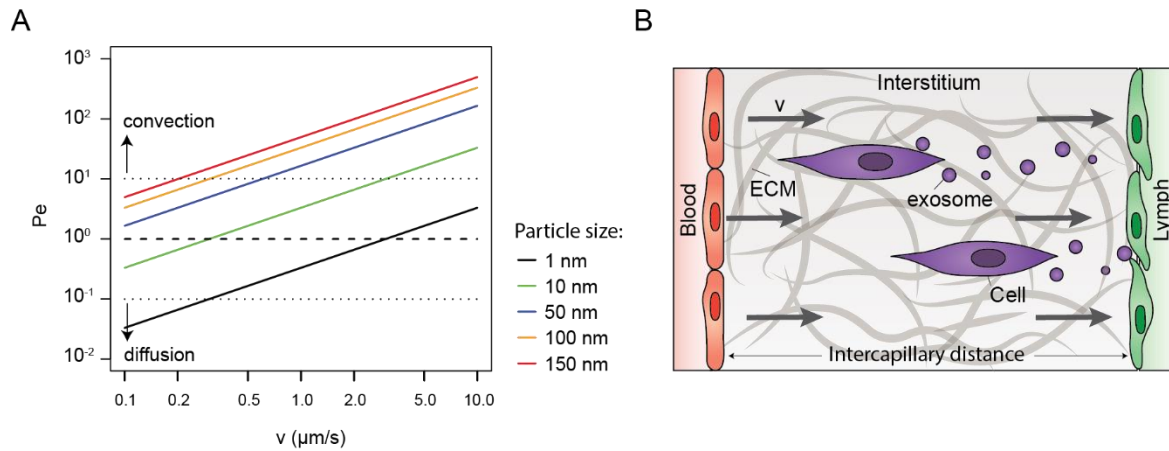 A
Pe
10³
10²
10¹
10⁰
10⁻¹
10⁻²
convection
diffusion
0.1 0.2 0.5 1.0 2.0 5.0 10.0
v (µm/s)
Particle size:
1 nm
10 nm
50 nm
100 nm
150 nm
B
Interstitium
v
ECM
exosome
Blood
Lymph
Cell
Intercapillary distance